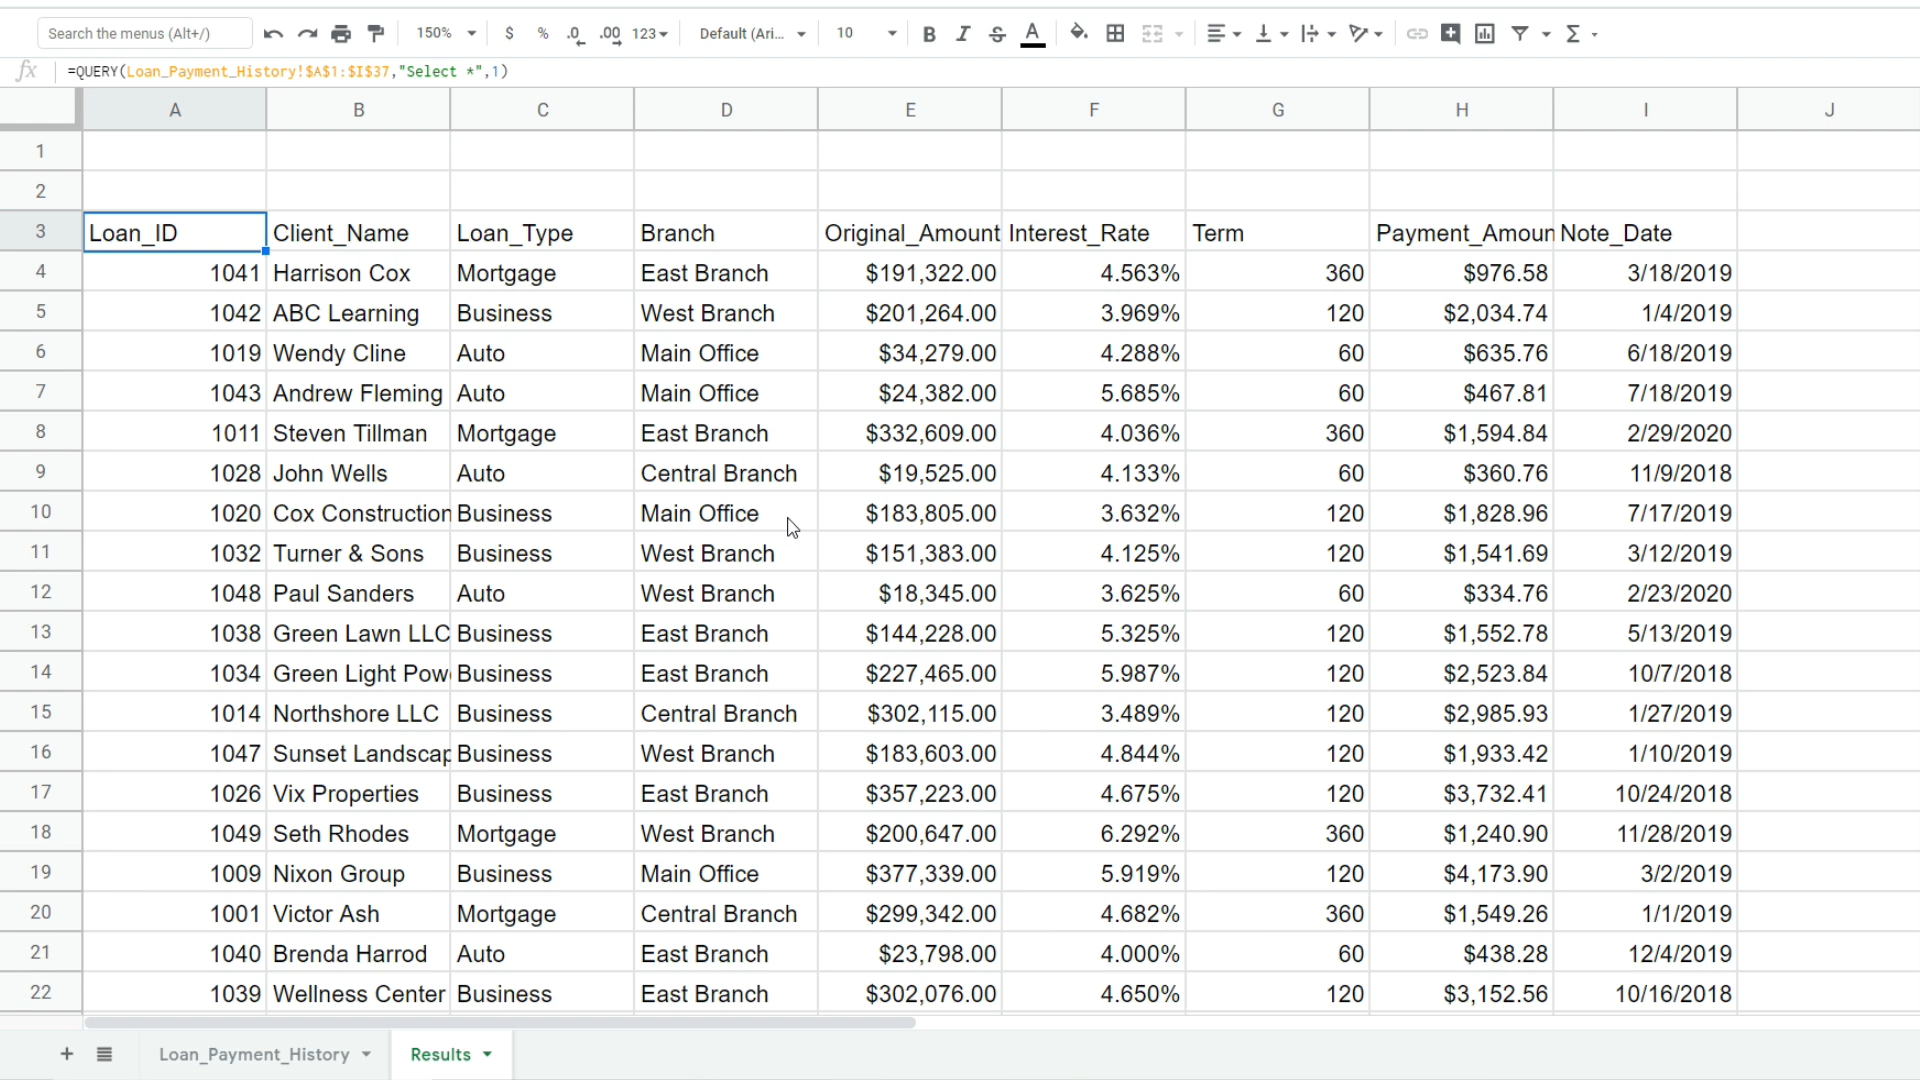 Search the menus (Alt+/) 150% $ % .0 .00 123 Default (Ari... 10 B I S A Σ
fx =QUERY(Loan_Payment_History!$A$1:$I$37,"Select *",1)
A B C D E F G H I J
1
2
3 Loan_ID Client_Name Loan_Type Branch Original_Amount Interest_Rate Term Payment_Amoun Note_Date
4 1041 Harrison Cox Mortgage East Branch $191,322.00 4.563% 360 $976.58 3/18/2019
5 1042 ABC Learning Business West Branch $201,264.00 3.969% 120 $2,034.74 1/4/2019
6 1019 Wendy Cline Auto Main Office $34,279.00 4.288% 60 $635.76 6/18/2019
7 1043 Andrew Fleming Auto Main Office $24,382.00 5.685% 60 $467.81 7/18/2019
8 1011 Steven Tillman Mortgage East Branch $332,609.00 4.036% 360 $1,594.84 2/29/2020
9 1028 John Wells Auto Central Branch $19,525.00 4.133% 60 $360.76 11/9/2018
10 1020 Cox Construction Business Main Office $183,805.00 3.632% 120 $1,828.96 7/17/2019
11 1032 Turner & Sons Business West Branch $151,383.00 4.125% 120 $1,541.69 3/12/2019
12 1048 Paul Sanders Auto West Branch $18,345.00 3.625% 60 $334.76 2/23/2020
13 1038 Green Lawn LLC Business East Branch $144,228.00 5.325% 120 $1,552.78 5/13/2019
14 1034 Green Light Pow Business East Branch $227,465.00 5.987% 120 $2,523.84 10/7/2018
15 1014 Northshore LLC Business Central Branch $302,115.00 3.489% 120 $2,985.93 1/27/2019
16 1047 Sunset Landscap Business West Branch $183,603.00 4.844% 120 $1,933.42 1/10/2019
17 1026 Vix Properties Business East Branch $357,223.00 4.675% 120 $3,732.41 10/24/2018
18 1049 Seth Rhodes Mortgage West Branch $200,647.00 6.292% 360 $1,240.90 11/28/2019
19 1009 Nixon Group Business Main Office $377,339.00 5.919% 120 $4,173.90 3/2/2019
20 1001 Victor Ash Mortgage Central Branch $299,342.00 4.682% 360 $1,549.26 1/1/2019
21 1040 Brenda Harrod Auto East Branch $23,798.00 4.000% 60 $438.28 12/4/2019
22 1039 Wellness Center Business East Branch $302,076.00 4.650% 120 $3,152.56 10/16/2018
+ Loan_Payment_History Results